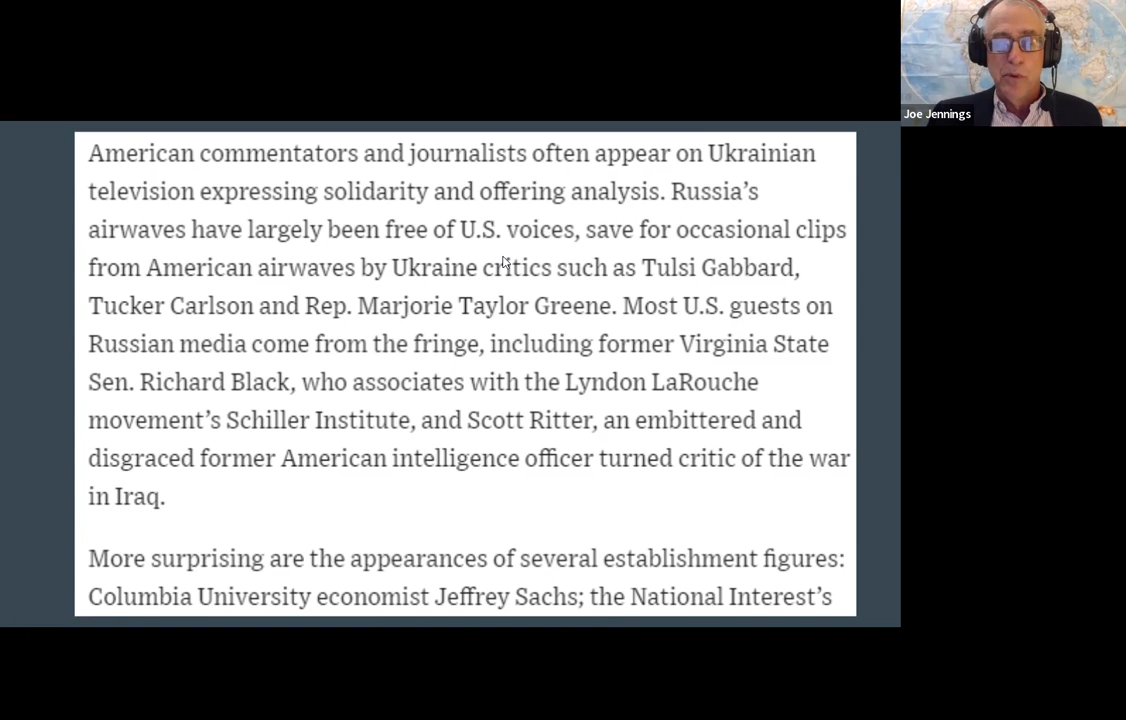 American commentators and journalists often appear on Ukrainian
television expressing solidarity and offering analysis. Russia’s
airwaves have largely been free of U.S. voices, save for occasional clips
from American airwaves by Ukraine critics such as Tulsi Gabbard,
Tucker Carlson and Rep. Marjorie Taylor Greene. Most U.S. guests on
Russian media come from the fringe, including former Virginia State
Sen. Richard Black, who associates with the Lyndon LaRouche
movement’s Schiller Institute, and Scott Ritter, an embittered and
disgraced former American intelligence officer turned critic of the war
in Iraq.
More surprising are the appearances of several establishment figures:
Columbia University economist Jeffrey Sachs; the National Interest’s
Joe Jennings